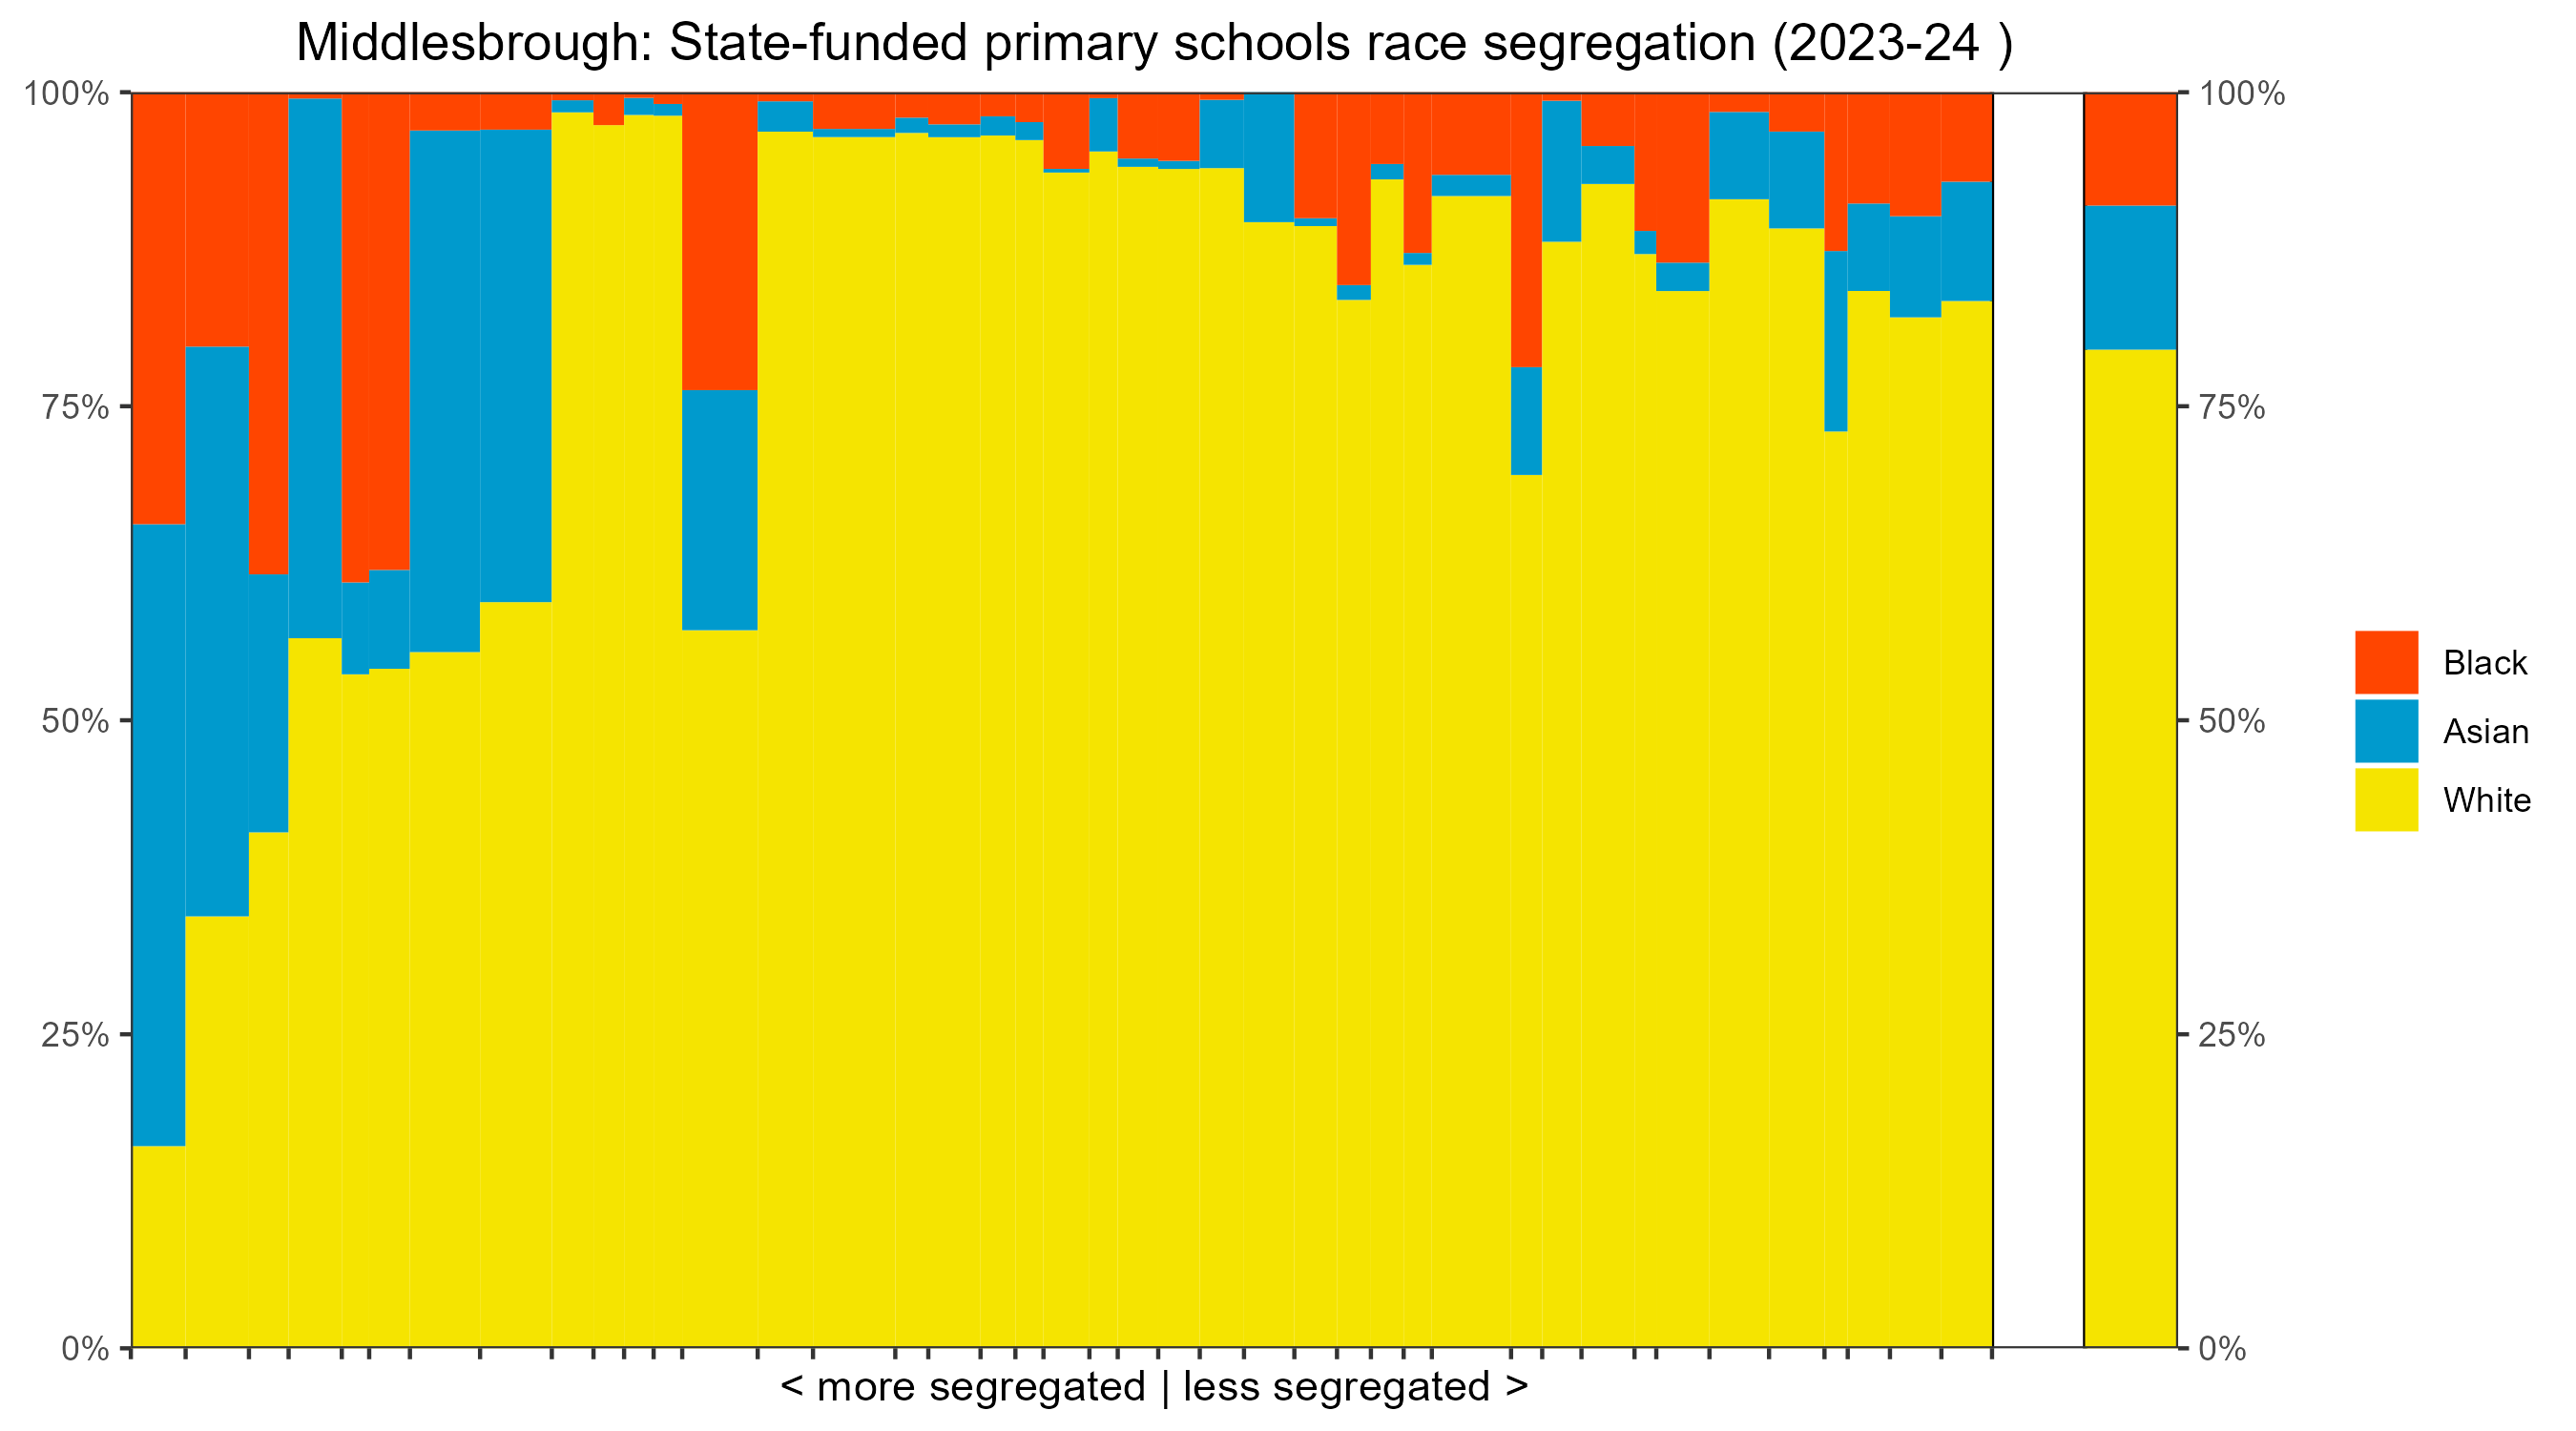 Middlesbrough: State-funded primary schools race segregation (2023-24 )
100%
75%
50%
25%
0%
100%
75%
50%
25%
0%
Black
Asian
White
< more segregated | less segregated >